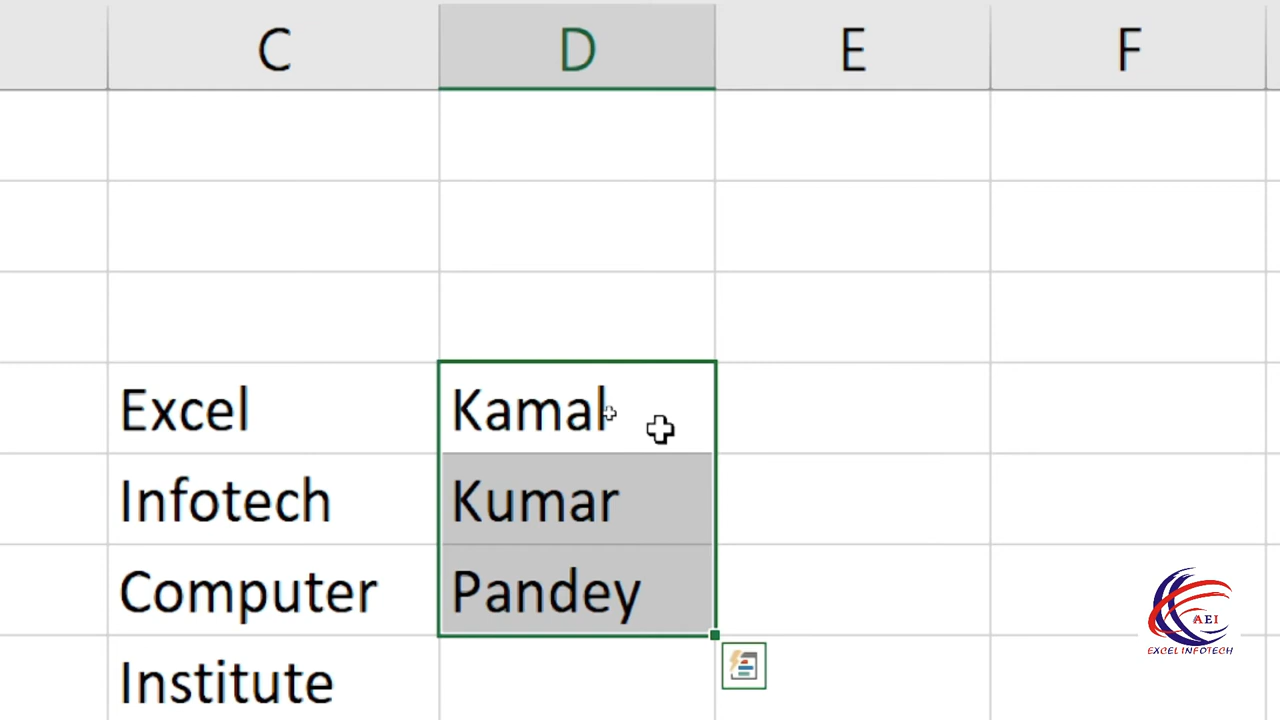 C D E F
Excel Kamal
Infotech Kumar
Computer Pandey
Institute
AEI
EXCEL INFOTECH